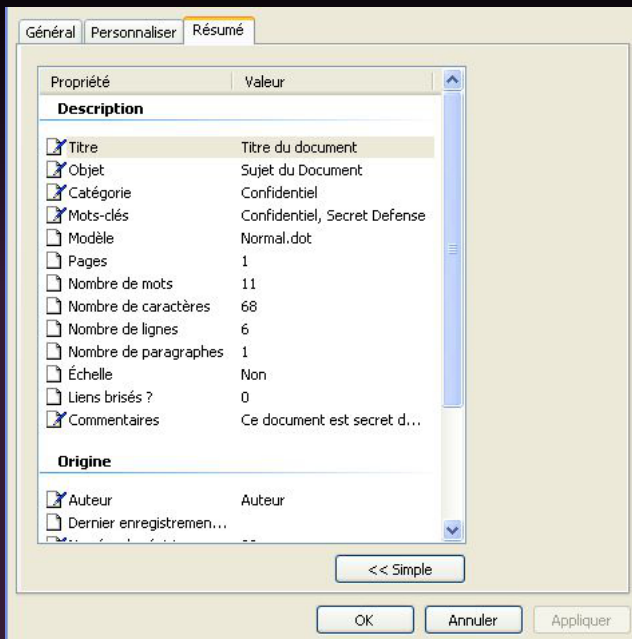 Général Personnaliser Résumé
Propriété Valeur
Description
Titre Titre du document
Objet Sujet du Document
Catégorie Confidentiel
Mots-clés Confidentiel, Secret Defense
Modèle Normal.dot
Pages 1
Nombre de mots 11
Nombre de caractères 68
Nombre de lignes 6
Nombre de paragraphes 1
Échelle Non
Liens brisés ? 0
Commentaires Ce document est secret d...
Origine
Auteur Auteur
Dernier enregistremen...
<< Simple
OK Annuler Appliquer